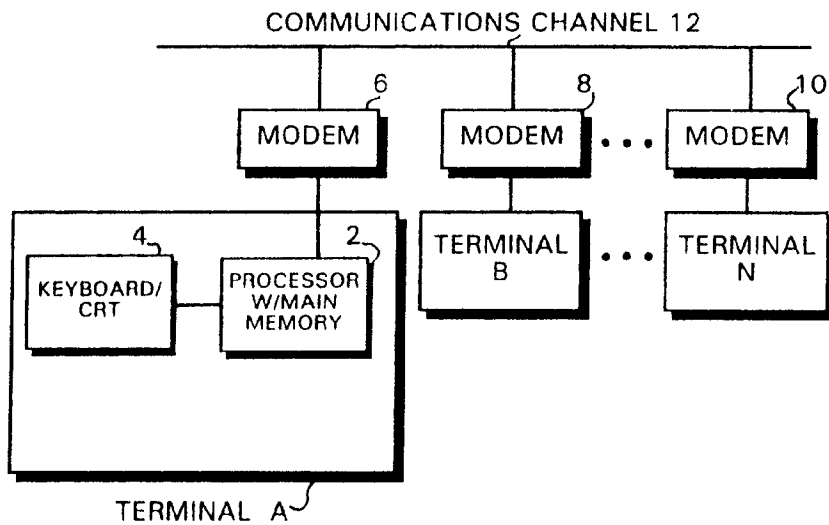 COMMUNICATIONS CHANNEL 12
6
8
10
MODEM
MODEM
• • •
MODEM
4
2
KEYBOARD/
CRT
PROCESSOR
W/MAIN
MEMORY
TERMINAL
B
• • •
TERMINAL
N
TERMINAL A